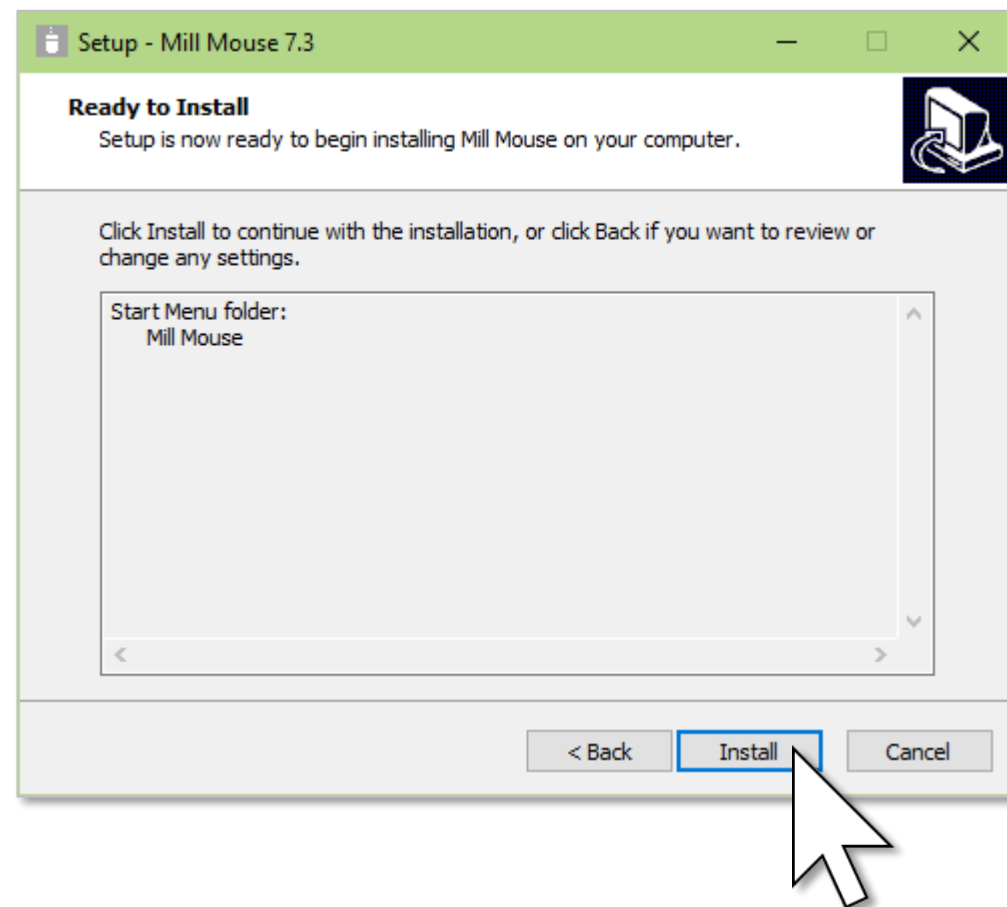 Setup - Mill Mouse 7.3
Ready to Install
Setup is now ready to begin installing Mill Mouse on your computer.
Click Install to continue with the installation, or click Back if you want to review or
change any settings.
Start Menu folder:
Mill Mouse
< Back
Install
Cancel